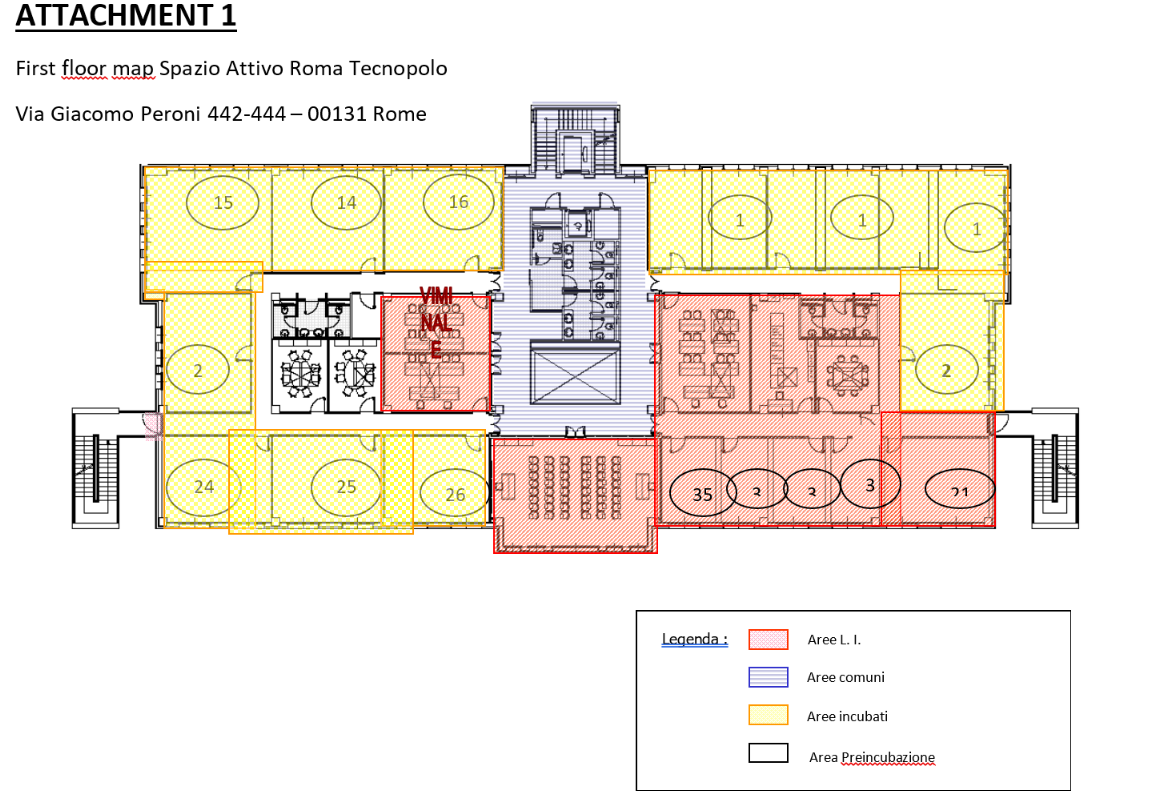 ATTACHMENT 1
First floor map Spazio Attivo Roma Tecnopolo
Via Giacomo Peroni 442-444 – 00131 Rome
15
14
16
1
1
1
VIMI
NAL
E
2
2
24
25
26
35
3
3
3
21
Legenda :
Aree L. I.
Aree comuni
Aree incubati
Area Preincubazione